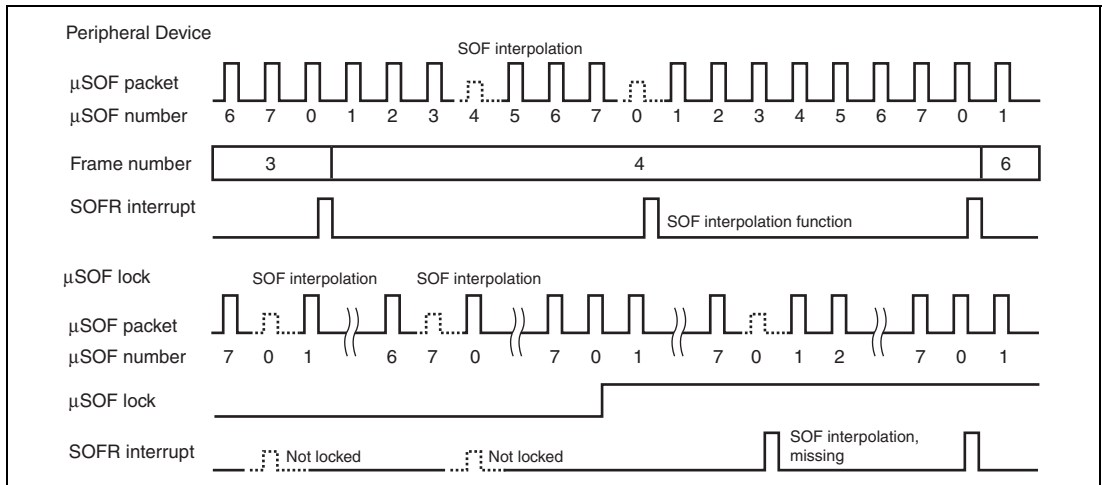 Peripheral Device
SOF interpolation
μSOF packet
μSOF number 6 7 0 1 2 3 4 5 6 7 0 1 2 3 4 5 6 7 0 1
Frame number 3 4 6
SOFR interrupt
SOF interpolation function
μSOF lock SOF interpolation SOF interpolation
μSOF packet
μSOF number 7 0 1 6 7 0 7 0 1 7 0 1 2 7 0 1
μSOF lock
SOFR interrupt Not locked Not locked SOF interpolation,
missing